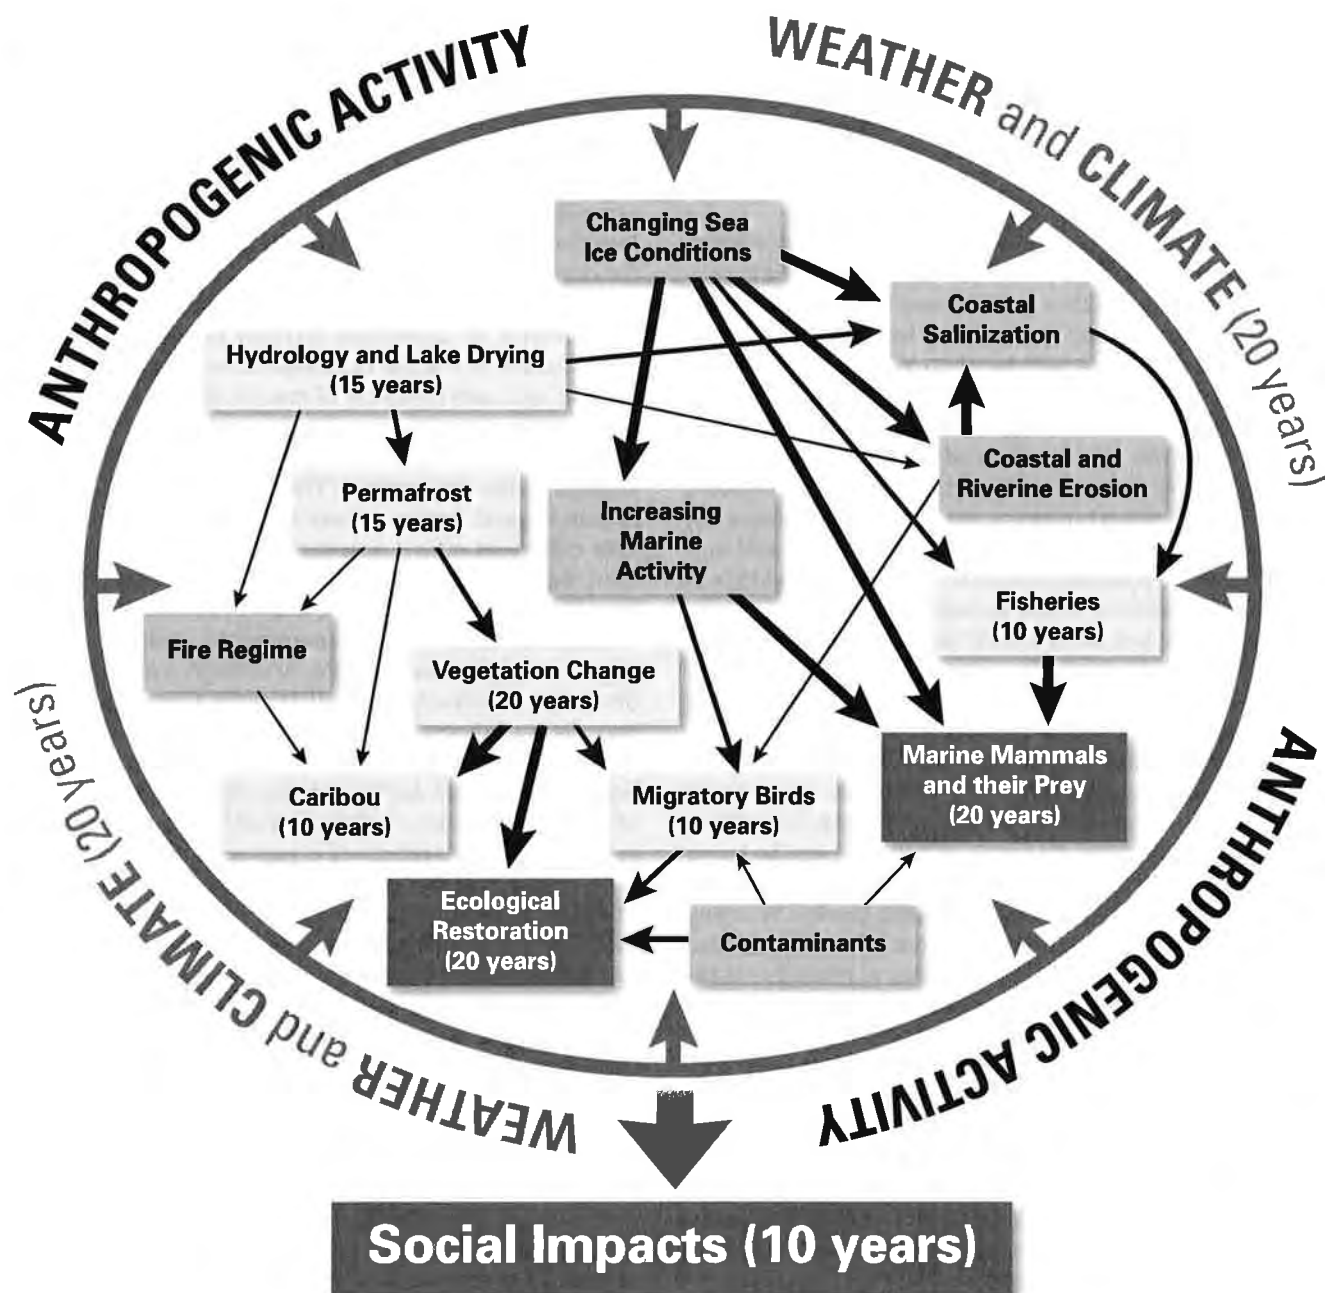 ANTHROPOGENIC ACTIVITY
WEATHER and CLIMATE (20 years)
Changing Sea
Ice Conditions
Coastal
Salinization
Hydrology and Lake Drying
(15 years)
Coastal and
Riverine Erosion
Permafrost
(15 years)
Increasing
Marine
Activity
Fisheries
(10 years)
Fire Regime
Vegetation Change
(20 years)
Marine Mammals
and their Prey
(20 years)
Caribou
(10 years)
Migratory Birds
(10 years)
Ecological
Restoration
(20 years)
Contaminants
WEATHER and CLIMATE (20 years)
ANTHROPOGENIC ACTIVITY
Social Impacts (10 years)